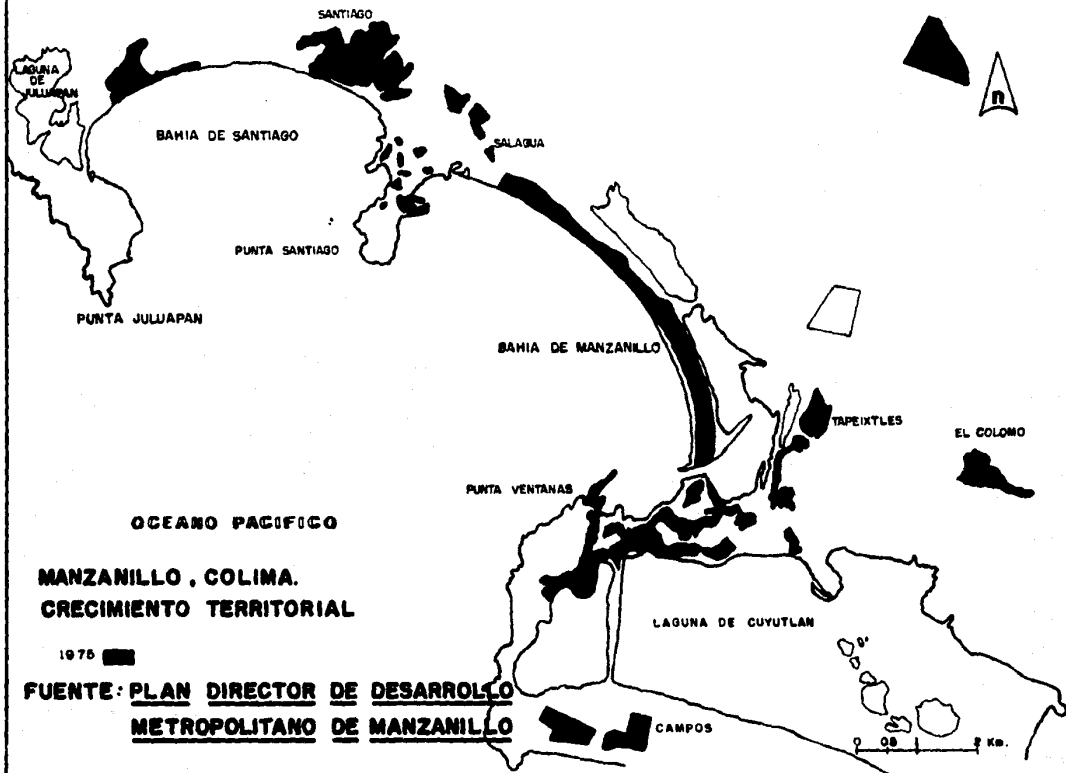 SANTIAGO
LAGUNA
DE
JULUAPAN
n
BAHIA DE SANTIAGO
SALAGUA
PUNTA SANTIAGO
PUNTA JULUAPAN
BAHIA DE MANZANILLO
TAPEIXTLES
EL COLOMO
PUNTA VENTANAS
OCEANO PACIFICO
MANZANILLO, COLIMA.
CRECIMIENTO TERRITORIAL
LAGUNA DE CUYUTLAN
1975
FUENTE: PLAN DIRECTOR DE DESARROLLO
METROPOLITANO DE MANZANILLO
CAMPOS
0 2 Km.